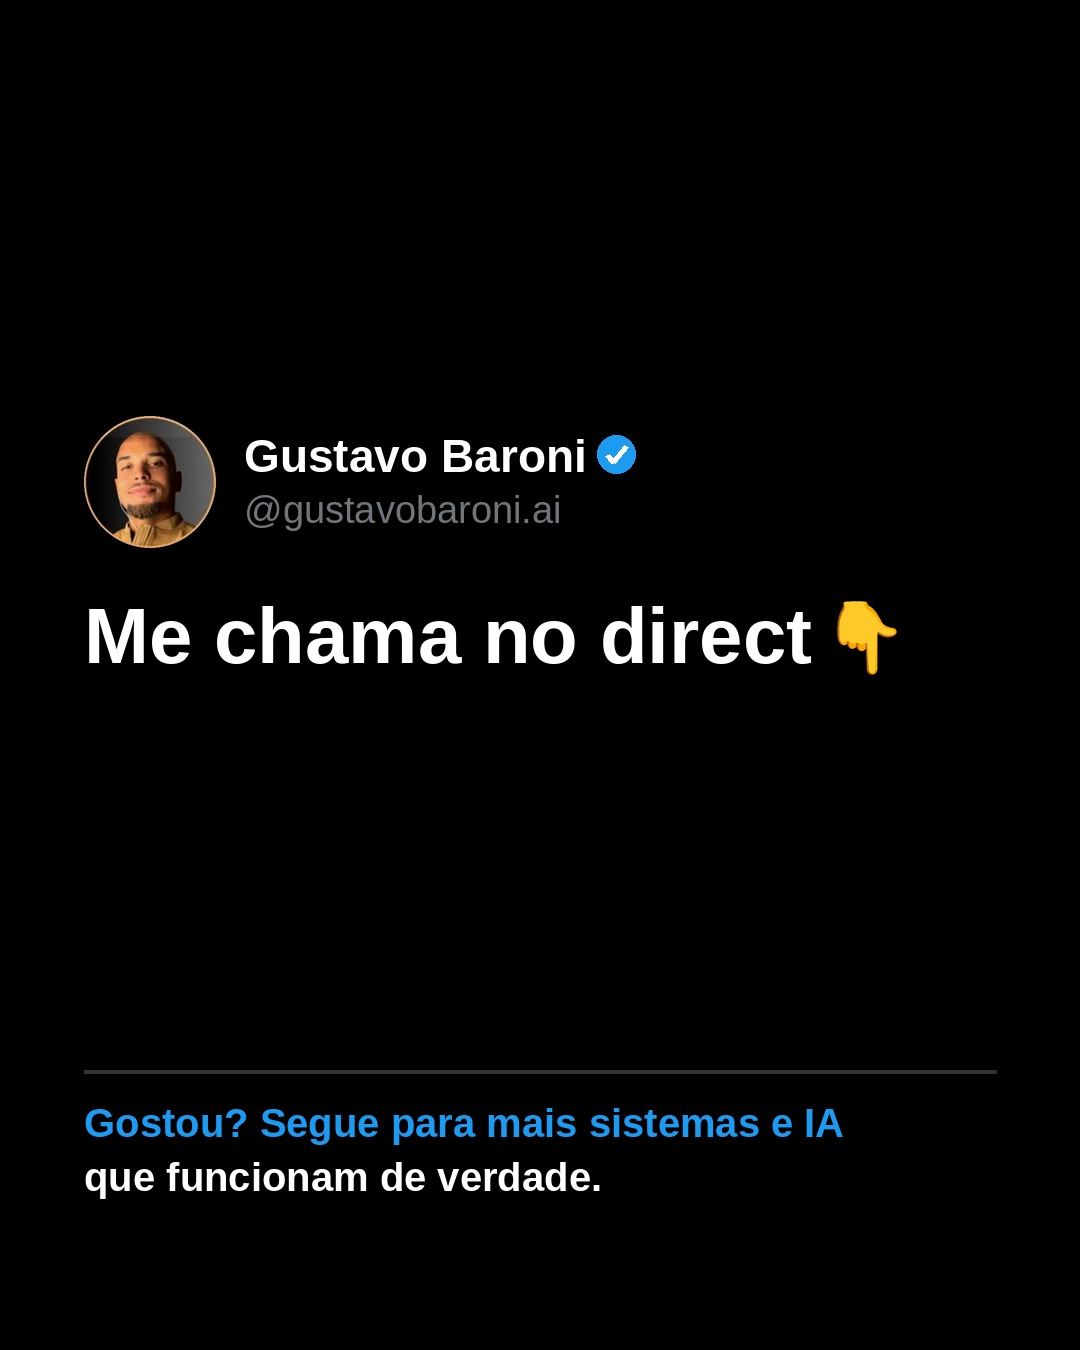 Gustavo Baroni
@gustavobaroni.ai
Me chama no direct 👇
Gostou? Segue para mais sistemas e IA
que funcionam de verdade.